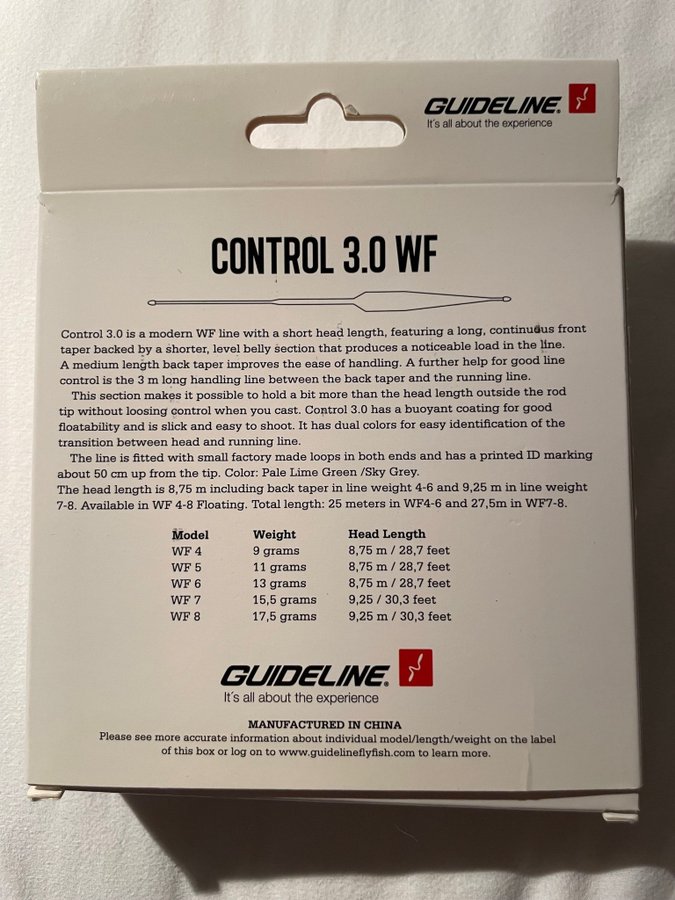 GUIDELINE®
It's all about the experience
CONTROL 3.0 WF
Control 3.0 is a modern WF line with a short head length, featuring a long, continuous front
taper backed by a shorter, level belly section that produces a noticeable load in the line.
A medium length back taper improves the ease of handling. A further help for good line
control is the 3 m long handling line between the back taper and the running line.
This section makes it possible to hold a bit more than the head length outside the rod
tip without loosing control when you cast. Control 3.0 has a buoyant coating for good
floatability and is slick and easy to shoot. It has dual colors for easy identification of the
transition between head and running line.
The line is fitted with small factory made loops in both ends and has a printed ID marking
about 50 cm up from the tip. Color: Pale Lime Green /Sky Grey.
The head length is 8,75 m including back taper in line weight 4-6 and 9,25 m in line weight
7-8. Available in WF 4-8 Floating. Total length: 25 meters in WF4-6 and 27,5m in WF7-8.
Model Weight Head Length
WF 4 9 grams 8,75 m / 28,7 feet
WF 5 11 grams 8,75 m / 28,7 feet
WF 6 13 grams 8,75 m / 28,7 feet
WF 7 15,5 grams 9,25 / 30,3 feet
WF 8 17,5 grams 9,25 m / 30,3 feet
GUIDELINE®
It's all about the experience
MANUFACTURED IN CHINA
Please see more accurate information about individual model/length/weight on the label
of this box or log on to www.guidelineflyfish.com to learn more.